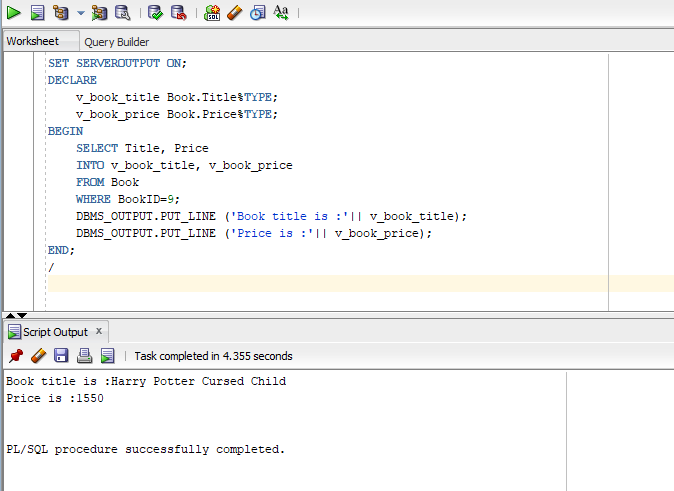 Worksheet Query Builder
SET SERVEROUTPUT ON;
DECLARE
    v_book_title Book.Title%TYPE;
    v_book_price Book.Price%TYPE;
BEGIN
    SELECT Title, Price
    INTO v_book_title, v_book_price
    FROM Book
    WHERE BookID=9;
    DBMS_OUTPUT.PUT_LINE ('Book title is :'|| v_book_title);
    DBMS_OUTPUT.PUT_LINE ('Price is :'|| v_book_price);
END;
/
Script Output x
Task completed in 4.355 seconds
Book title is :Harry Potter Cursed Child
Price is :1550
PL/SQL procedure successfully completed.